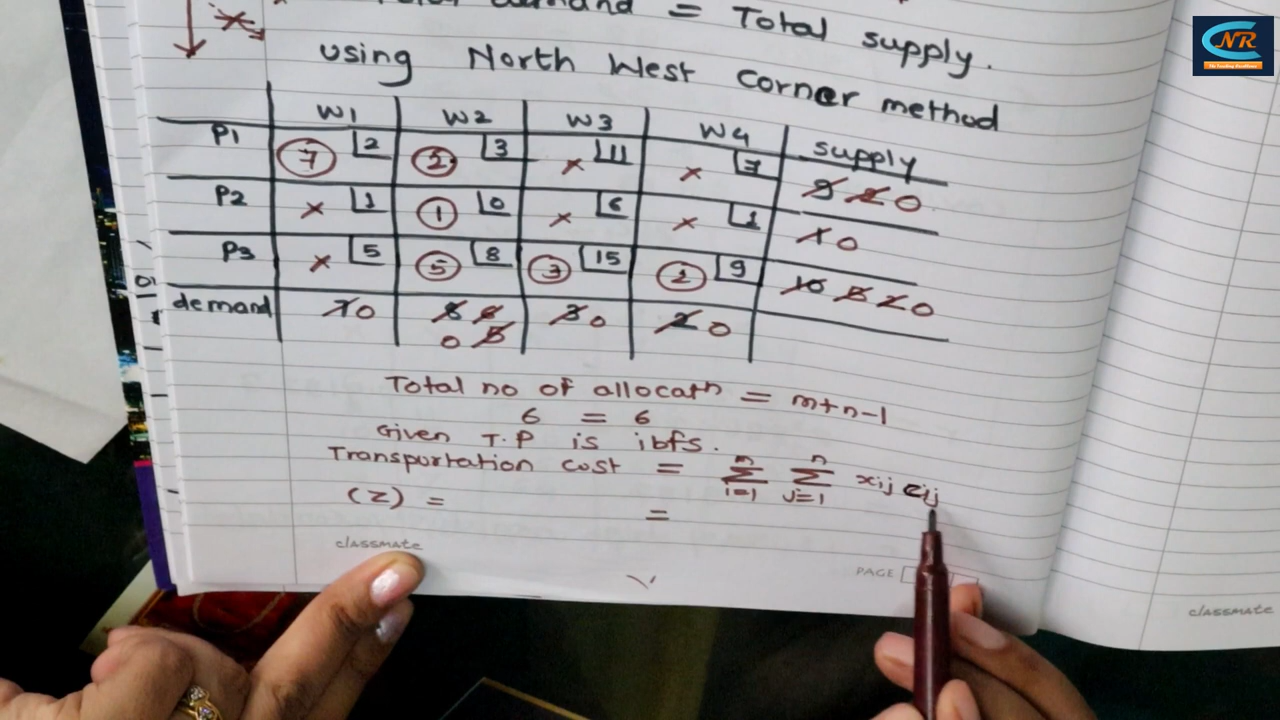 demand = Total supply.
using North West corner method
W1 W2 W3 W4 supply
P1 7 2 2 3 × 11 × 7 9 2 0
P2 × 1 1 0 × 6 × 1 1 0
P3 × 5 5 8 3 15 2 9 10 5 2 0
demand 7 0 8 6 3 0 2 0
0 5
Total no of allocatn = m+n-1
6 = 6
Given T.P is ibfs.
Transportation cost = n∑i=1 n∑j=1 xij cij
(Z) = =
classmate
PAGE
classmate
CNR